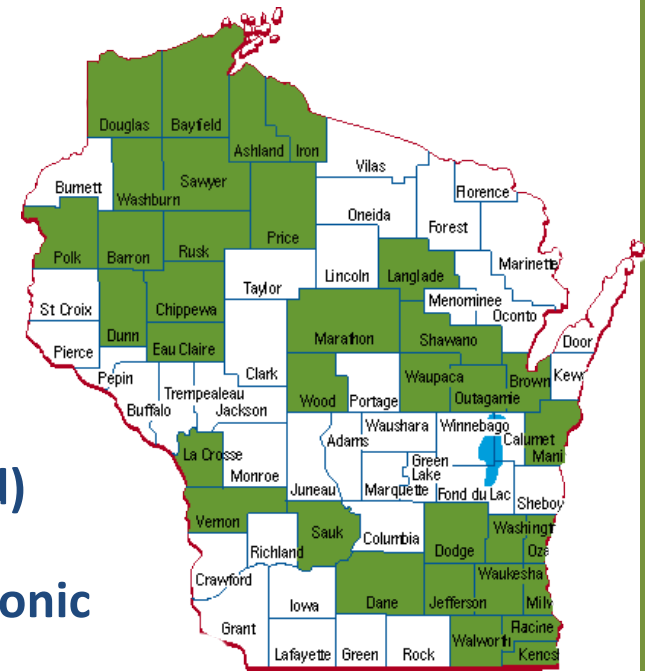 Douglas
Bayfield
Ashland
Iron
Vilas
Burnett
Washburn
Sawyer
Florence
Oneida
Forest
Price
Polk
Barron
Rusk
Marinette
Lincoln
Langlade
Taylor
St Croix
Chippewa
Menominee
Oconto
Dunn
Marathon
Shawano
Door
Pierce
Eau Claire
Pepin
Clark
Waupaca
Brown
Kew
Trempealeau
Wood
Portage
Outagamie
Buffalo
Jackson
Waushara
Winnebago
Adams
Calumet
La Crosse
Mani
Green
Lake
Monroe
Juneau
Marquette
Fond du Lac
l)
Sheboy
Vernon
Sauk
Columbia
Washingt
Dodge
Oza
Richland
Waukesha
Crawford
onic
Iowa
Dane
Jefferson
Milw
Grant
Racine
Walworth
Lafayette
Green
Rock
Kenos